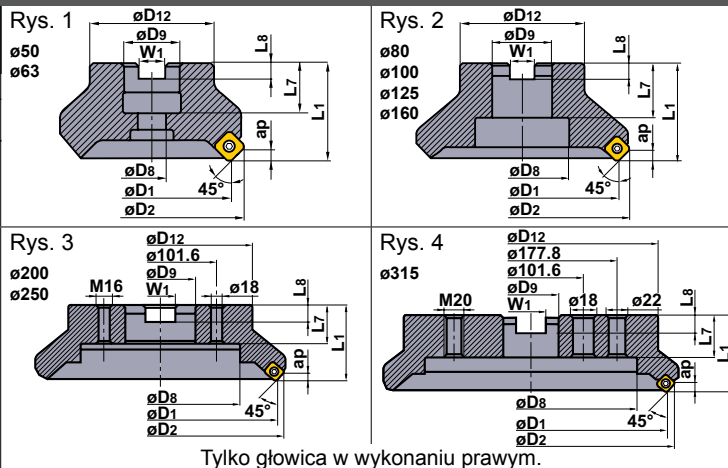 Rys. 1
ø50
ø63
øD12
øD9
W1
L8
L7
L1
ap
øD8
45°
øD1
øD2
Rys. 2
ø80
ø100
ø125
ø160
øD12
øD9
W1
L8
L7
L1
ap
øD8
øD1
45°
øD2
Rys. 3
ø200
ø250
øD12
ø101.6
øD9
M16
W1
ø18
L8
L7
L1
ap
øD8
øD1
45°
øD2
Rys. 4
ø315
øD12
ø177.8
ø101.6
øD9
W1
M20
ø18
ø22
L8
L7
L1
ap
øD8
45°
øD1
øD2
Tylko głowica w wykonaniu prawym.